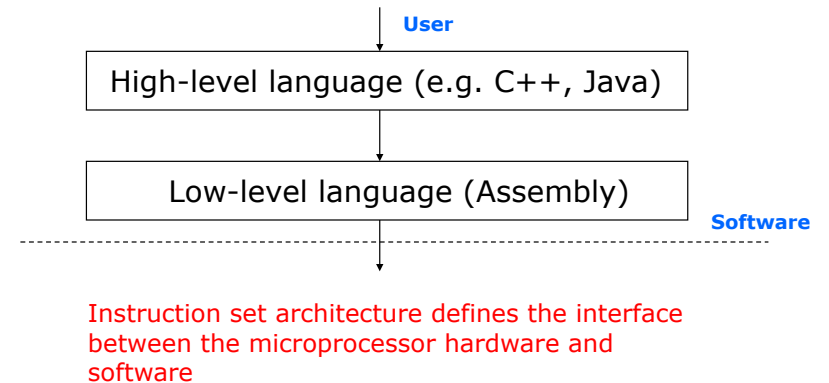 User
High-level language (e.g. C++, Java)
Low-level language (Assembly)
Software
Instruction set architecture defines the interface
between the microprocessor hardware and
software